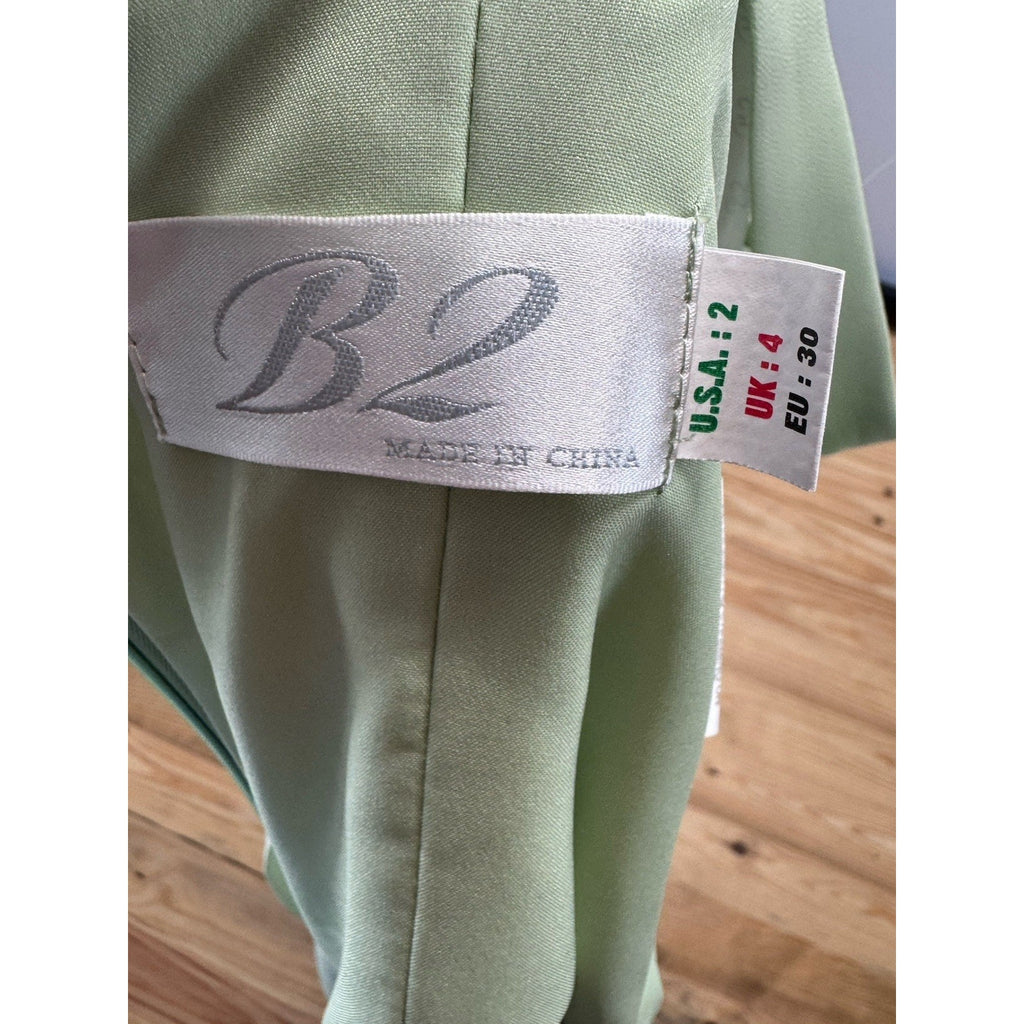 B2
MADE IN CHINA
U.S.A. : 2
UK : 4
EU : 30